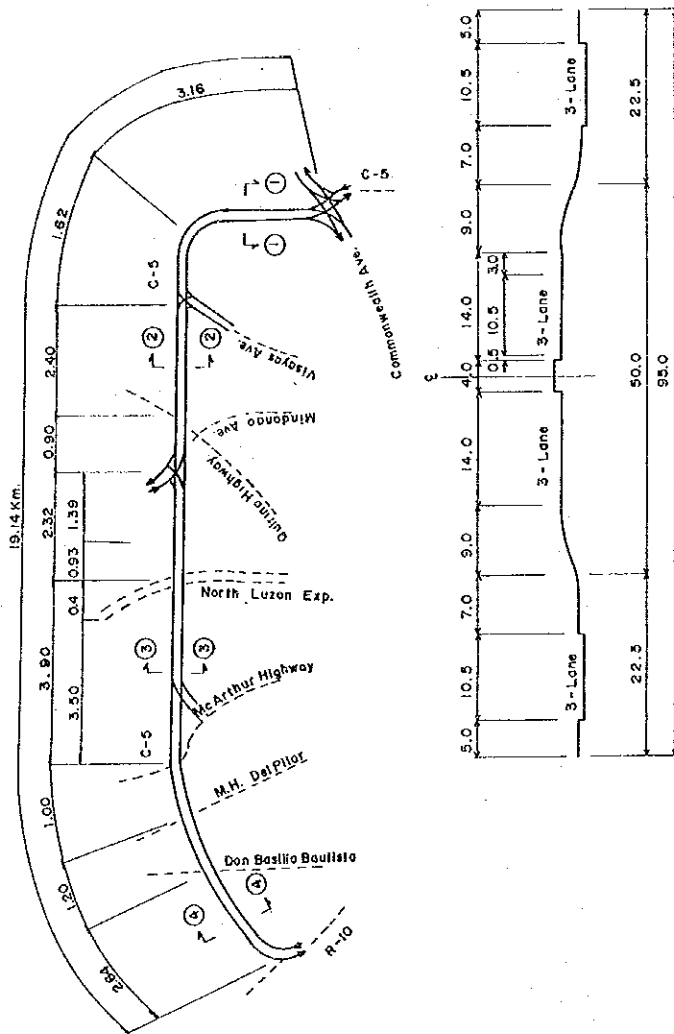 3.16
1.62
2.40
0.90
2.32
3.90
1.00
1.20
2.84
19.14 Km.
1.39
0.93
0.4
3.50
C-5
1
1
C-5
2
2
Visayas Ave.
Commonwealth Ave.
Mindanao Ave.
Quirino Highway
North Luzon Exp.
3
3
C-5
McArthur Highway
M.H. Del Pilar
Don Basilio Bautista
4
4
R-10
5.0
10.5
7.0
9.0
14.0
4.0
14.0
9.0
7.0
10.5
5.0
3.0
10.5
0.5
3-Lane
3-Lane
3-Lane
3-Lane
22.5
50.0
22.5
95.0